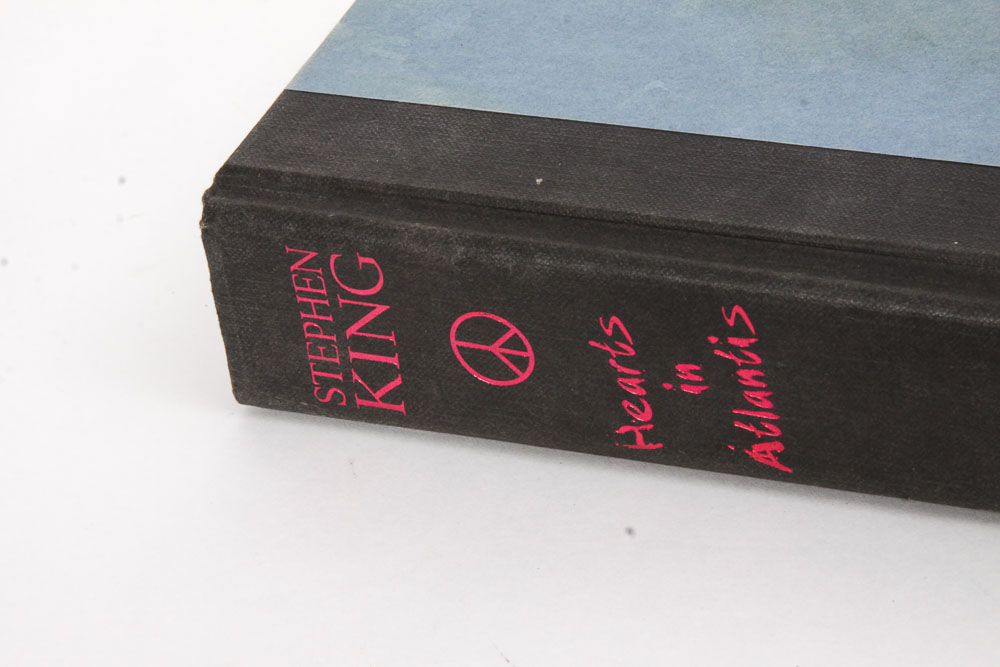 STEPHEN
KING
Hearts
in
Atlantis